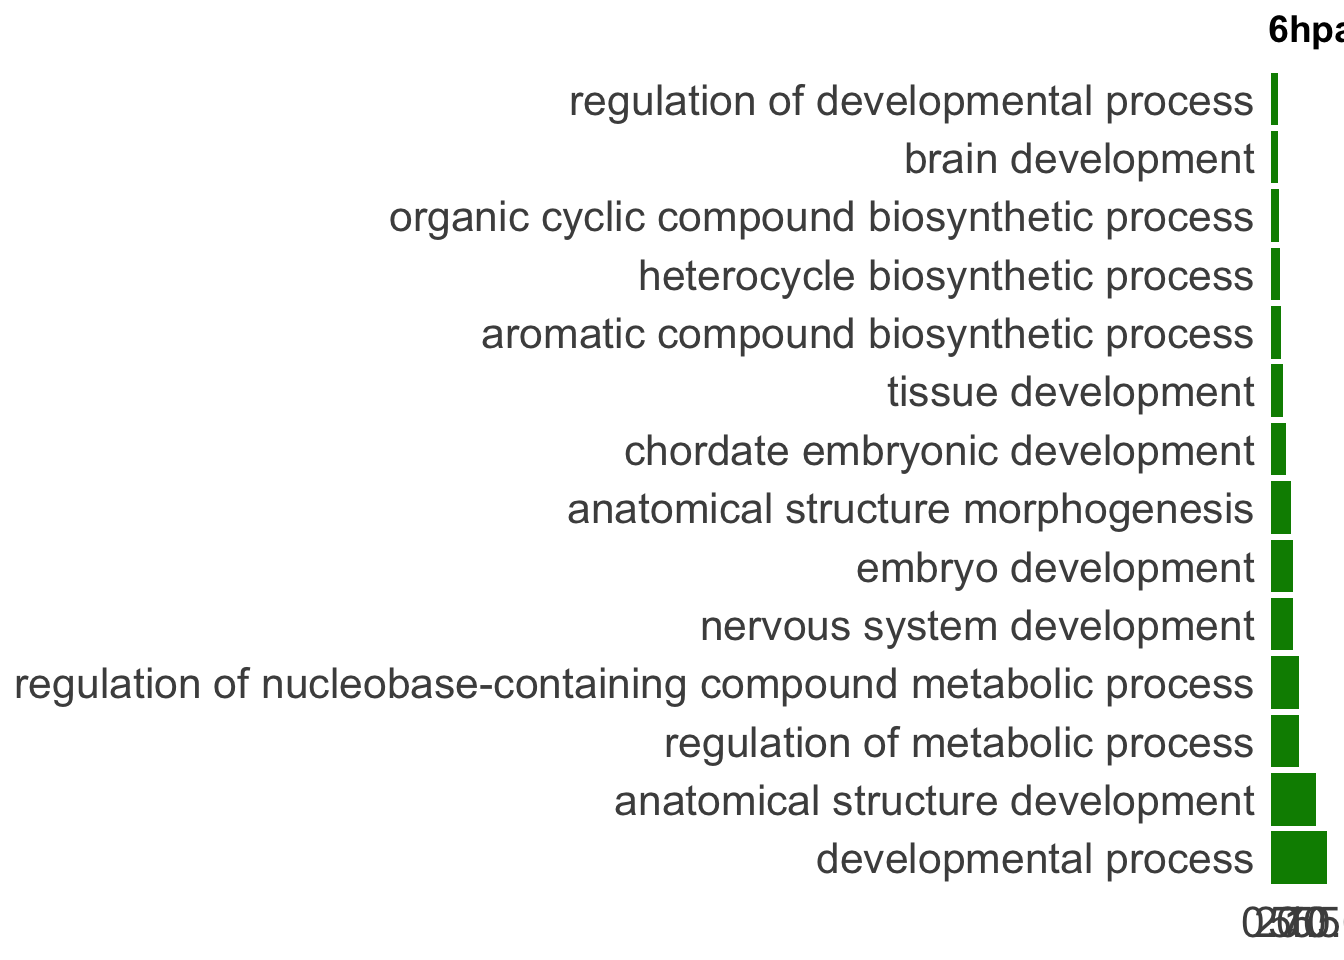 6hpa
regulation of developmental process
brain development
organic cyclic compound biosynthetic process
heterocycle biosynthetic process
aromatic compound biosynthetic process
tissue development
chordate embryonic development
anatomical structure morphogenesis
embryo development
nervous system development
regulation of nucleobase-containing compound metabolic process
regulation of metabolic process
anatomical structure development
developmental process